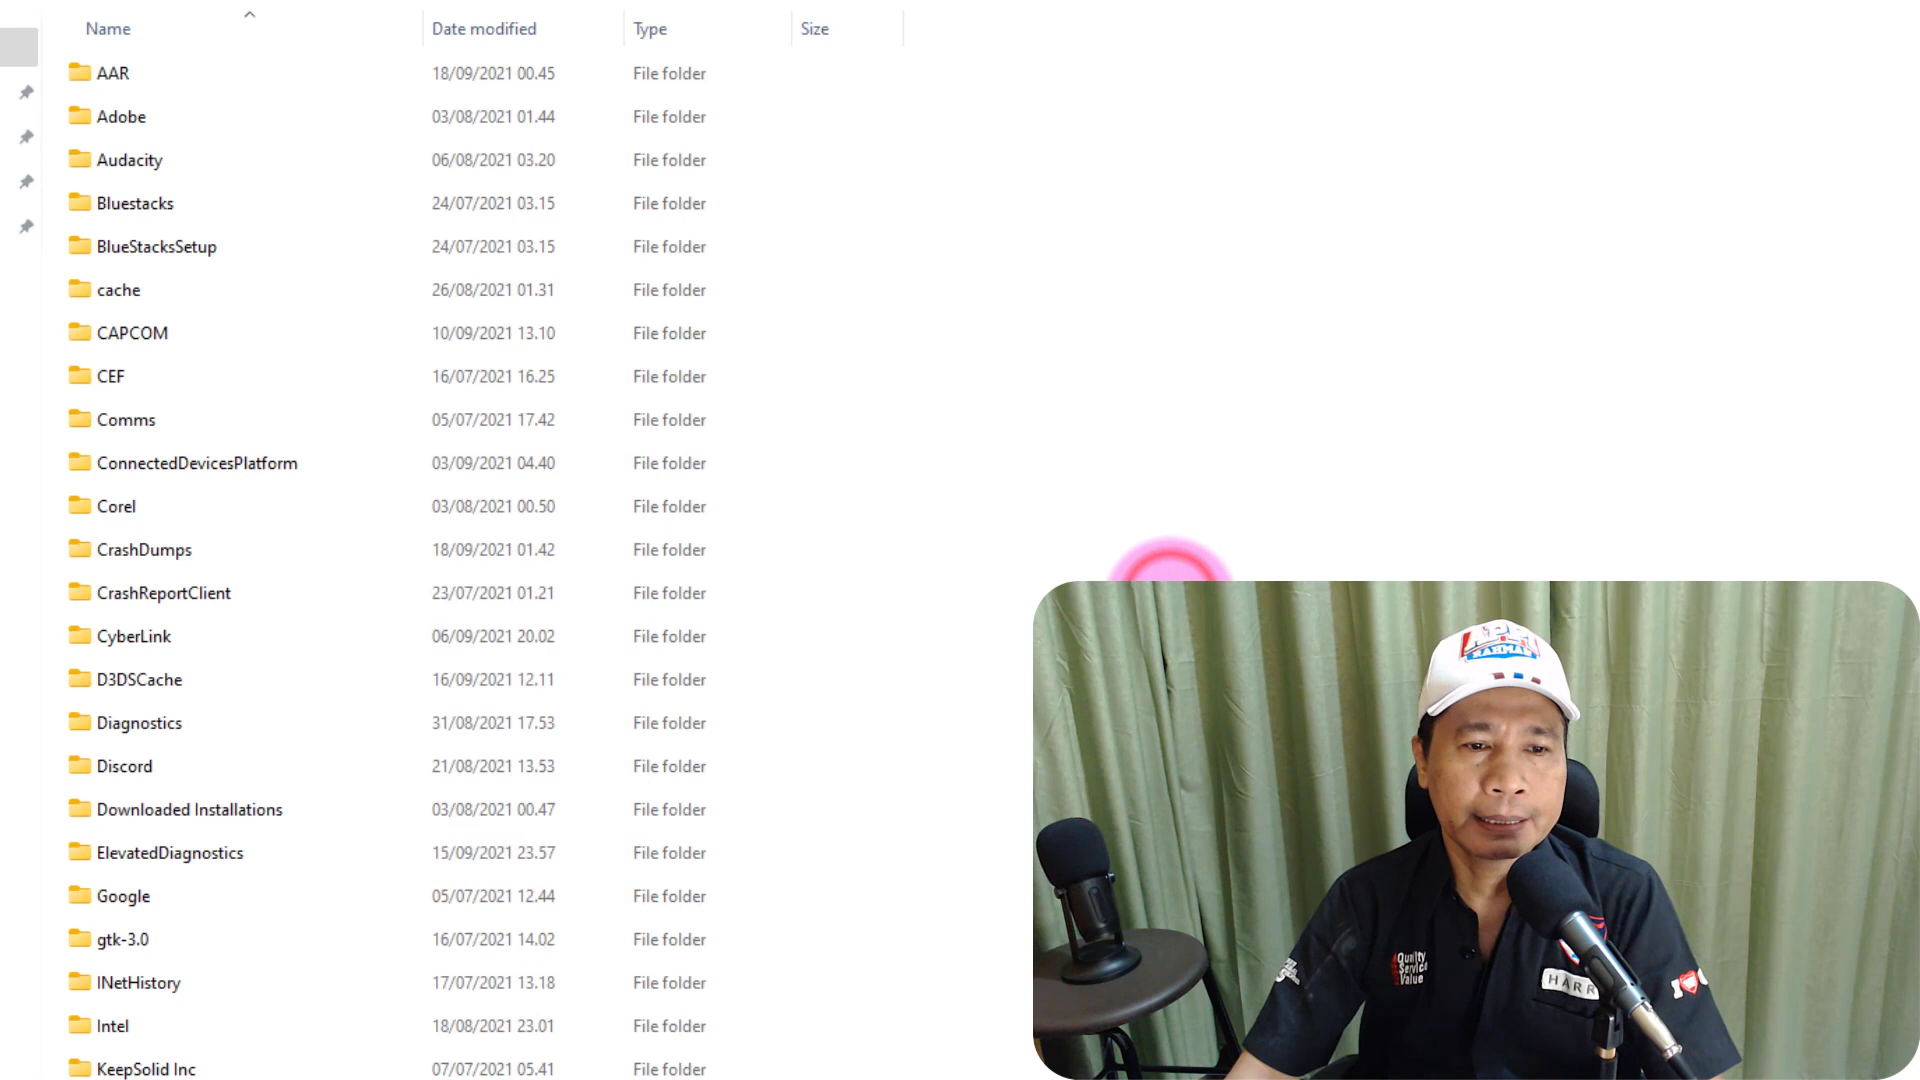 Name Date modified Type Size
AAR 18/09/2021 00.45 File folder
Adobe 03/08/2021 01.44 File folder
Audacity 06/08/2021 03.20 File folder
Bluestacks 24/07/2021 03.15 File folder
BlueStacksSetup 24/07/2021 03.15 File folder
cache 26/08/2021 01.31 File folder
CAPCOM 10/09/2021 13.10 File folder
CEF 16/07/2021 16.25 File folder
Comms 05/07/2021 17.42 File folder
ConnectedDevicesPlatform 03/09/2021 04.40 File folder
Corel 03/08/2021 00.50 File folder
CrashDumps 18/09/2021 01.42 File folder
CrashReportClient 23/07/2021 01.21 File folder
CyberLink 06/09/2021 20.02 File folder
D3DSCache 16/09/2021 12.11 File folder
Diagnostics 31/08/2021 17.53 File folder
Discord 21/08/2021 13.53 File folder
Downloaded Installations 03/08/2021 00.47 File folder
ElevatedDiagnostics 15/09/2021 23.57 File folder
Google 05/07/2021 12.44 File folder
gtk-3.0 16/07/2021 14.02 File folder
INetHistory 17/07/2021 13.18 File folder
Intel 18/08/2021 23.01 File folder
KeepSolid Inc 07/07/2021 05.41 File folder
Quality
Service
Value
HARR